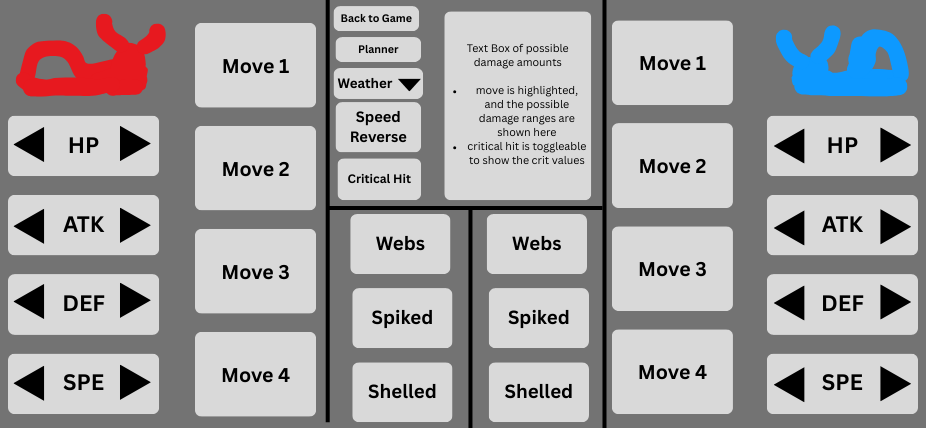 HP
ATK
DEF
SPE
Move 1
Move 2
Move 3
Move 4
Back to Game
Planner
Weather
Speed
Reverse
Critical Hit
Text Box of possible
damage amounts
• move is highlighted,
and the possible
damage ranges are
shown here
• critical hit is toggleable
to show the crit values
Webs
Spiked
Shelled
Webs
Spiked
Shelled
Move 1
Move 2
Move 3
Move 4
HP
ATK
DEF
SPE